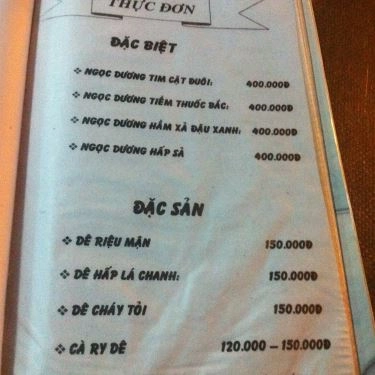 THỰC ĐƠN
ĐẶC BIỆT
❖ NGỌC DƯƠNG TIM CẬT ĐUÔI: 400.000Đ
❖ NGỌC DƯƠNG TIỀM THUỐC BẮC: 400.000Đ
❖ NGỌC DƯƠNG HẦM XẢ ĐẬU XANH: 400.000Đ
❖ NGỌC DƯƠNG HẤP SẢ 400.000Đ
ĐẶC SẢN
❖ DÊ RIỆU MẬN 150.000Đ
❖ DÊ HẤP LÁ CHANH: 150.000Đ
❖ DÊ CHÁY TỎI 150.000Đ
❖ CÀ RY DÊ 120.000 – 150.000Đ